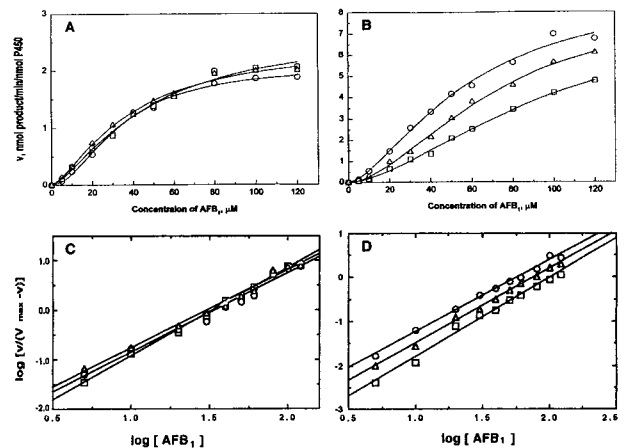 A
v, nmol product/min/nmol P450
3
2
1
0
0 20 40 60 80 100 120
Concentration of AFB₁, μM
B
8
7
6
5
4
3
2
1
0
0 20 40 60 80 100 120
Concentration of AFB₁, μM
C
log [v/(V max -v)]
1.0
0.0
-1.0
-2.0
0.5 1.0 1.5 2.0
log [ AFB₁ ]
D
1
0
-1
-2
-3
0.5 1.0 1.5 2.0 2.5
log [ AFB₁ ]